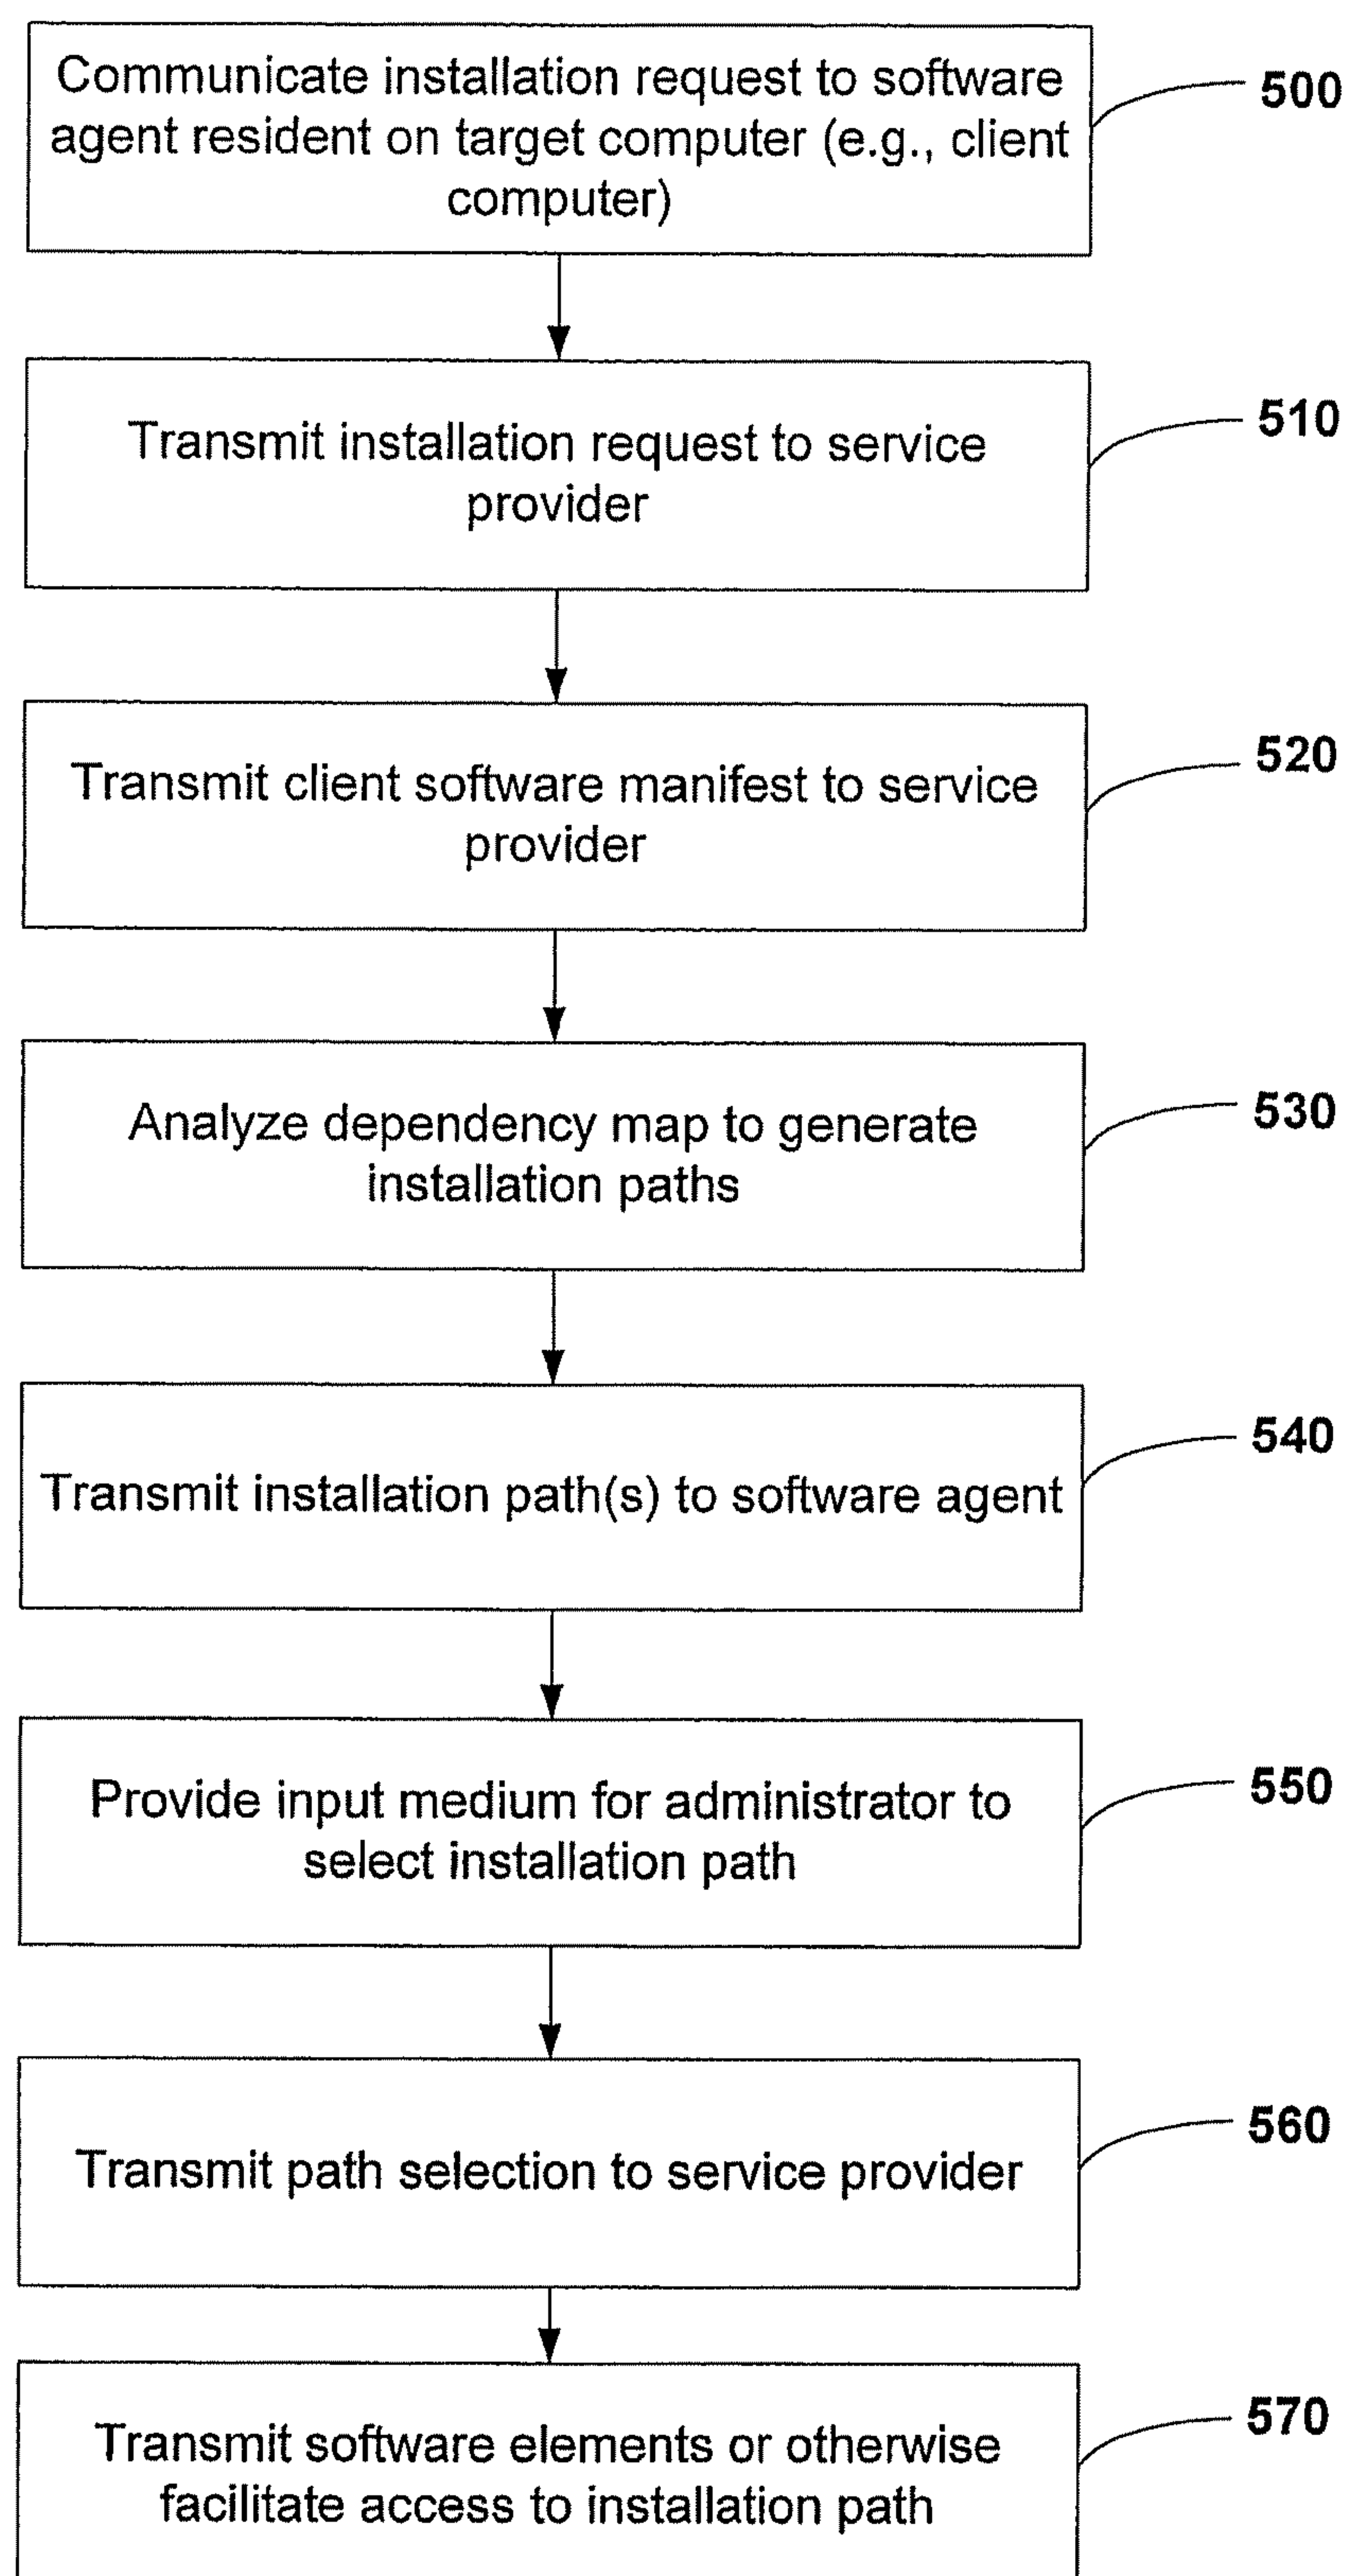 Communicate installation request to software
agent resident on target computer (e.g., client
computer)
500
Transmit installation request to service
provider
510
Transmit client software manifest to service
provider
520
Analyze dependency map to generate
installation paths
530
Transmit installation path(s) to software agent
540
Provide input medium for administrator to
select installation path
550
Transmit path selection to service provider
560
Transmit software elements or otherwise
facilitate access to installation path
570